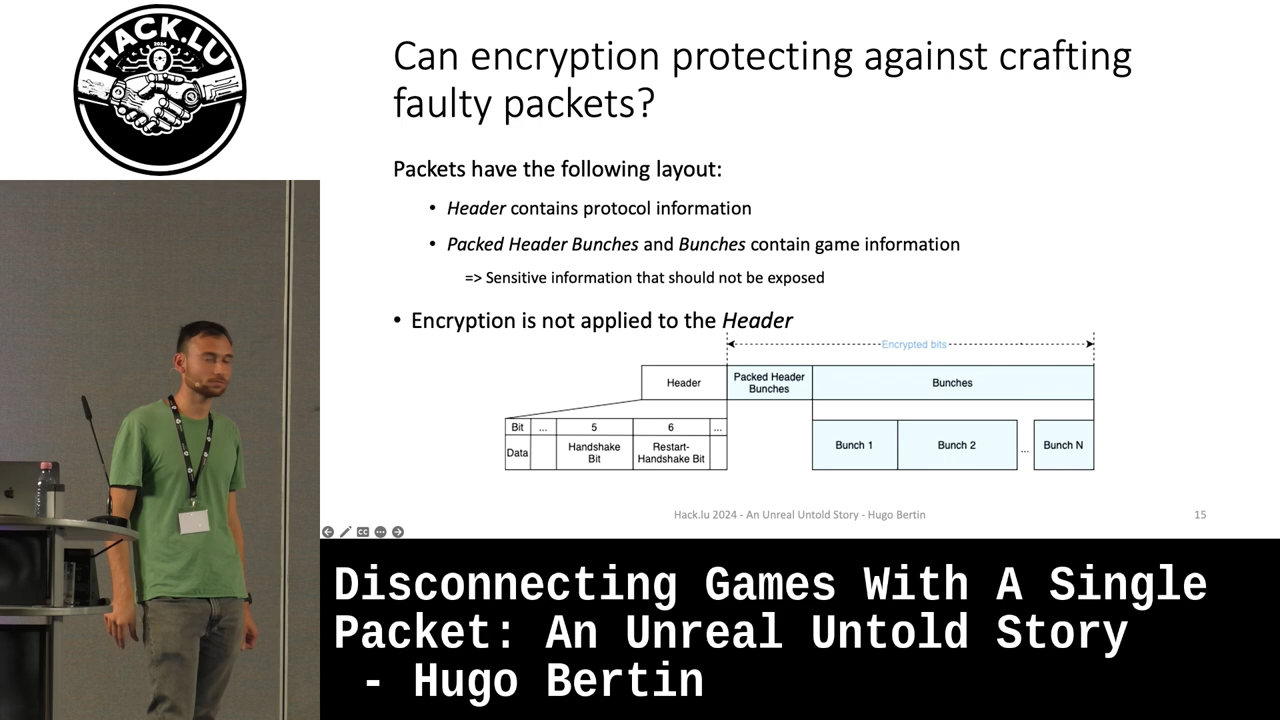 HACK.LU
2024
Can encryption protecting against crafting
faulty packets?
Packets have the following layout:
• Header contains protocol information
• Packed Header Bunches and Bunches contain game information
=> Sensitive information that should not be exposed
• Encryption is not applied to the Header
Encrypted bits
Header
Packed Header
Bunches
Bunches
Bit
...
5
6
...
Data
Handshake
Bit
Restart-
Handshake Bit
Bunch 1
Bunch 2
...
Bunch N
Hack.lu 2024 - An Unreal Untold Story - Hugo Bertin
15
CC
Disconnecting Games With A Single
Packet: An Unreal Untold Story
- Hugo Bertin